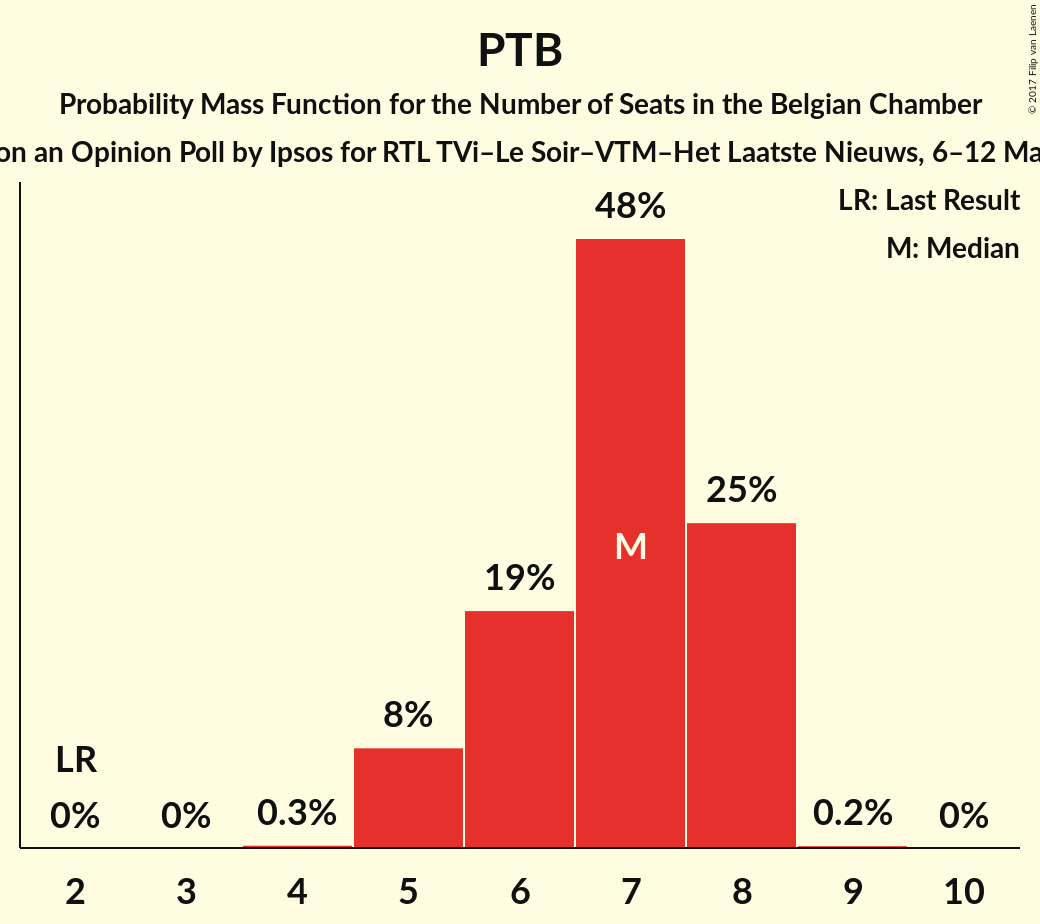 PTB
Probability Mass Function for the Number of Seats in the Belgian Chamber
on an Opinion Poll by Ipsos for RTL TVi–Le Soir–VTM–Het Laatste Nieuws, 6–12 Ma
© 2017 Filip van Laenen
LR: Last Result
M: Median
48%
25%
M
19%
8%
LR
0%
0%
0.3%
0.2%
0%
2 3 4 5 6 7 8 9 10